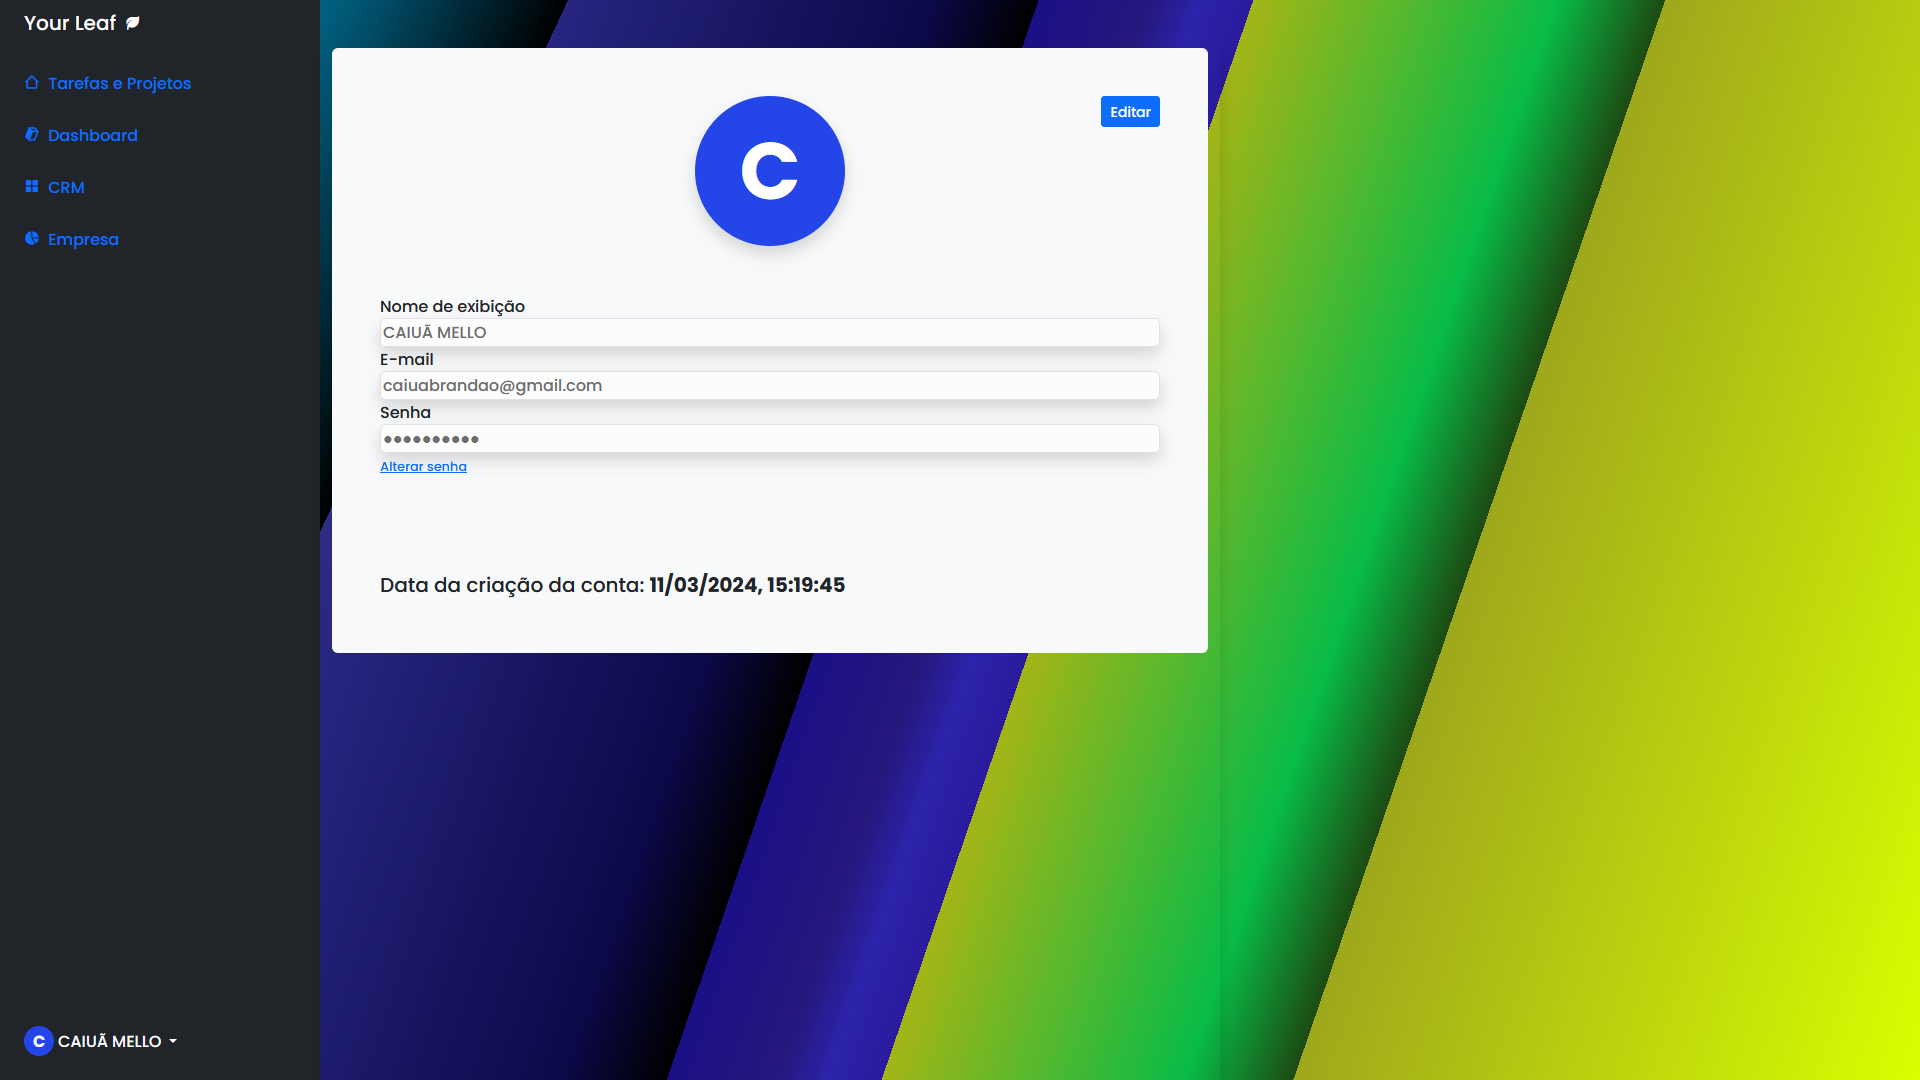 Your Leaf
Tarefas e Projetos
Dashboard
CRM
Empresa
Editar
C
Nome de exibição
CAIUÃ MELLO
E-mail
caiuabrandao@gmail.com
Senha
••••••••••
Alterar senha
Data da criação da conta: 11/03/2024, 15:19:45
C CAIUÃ MELLO